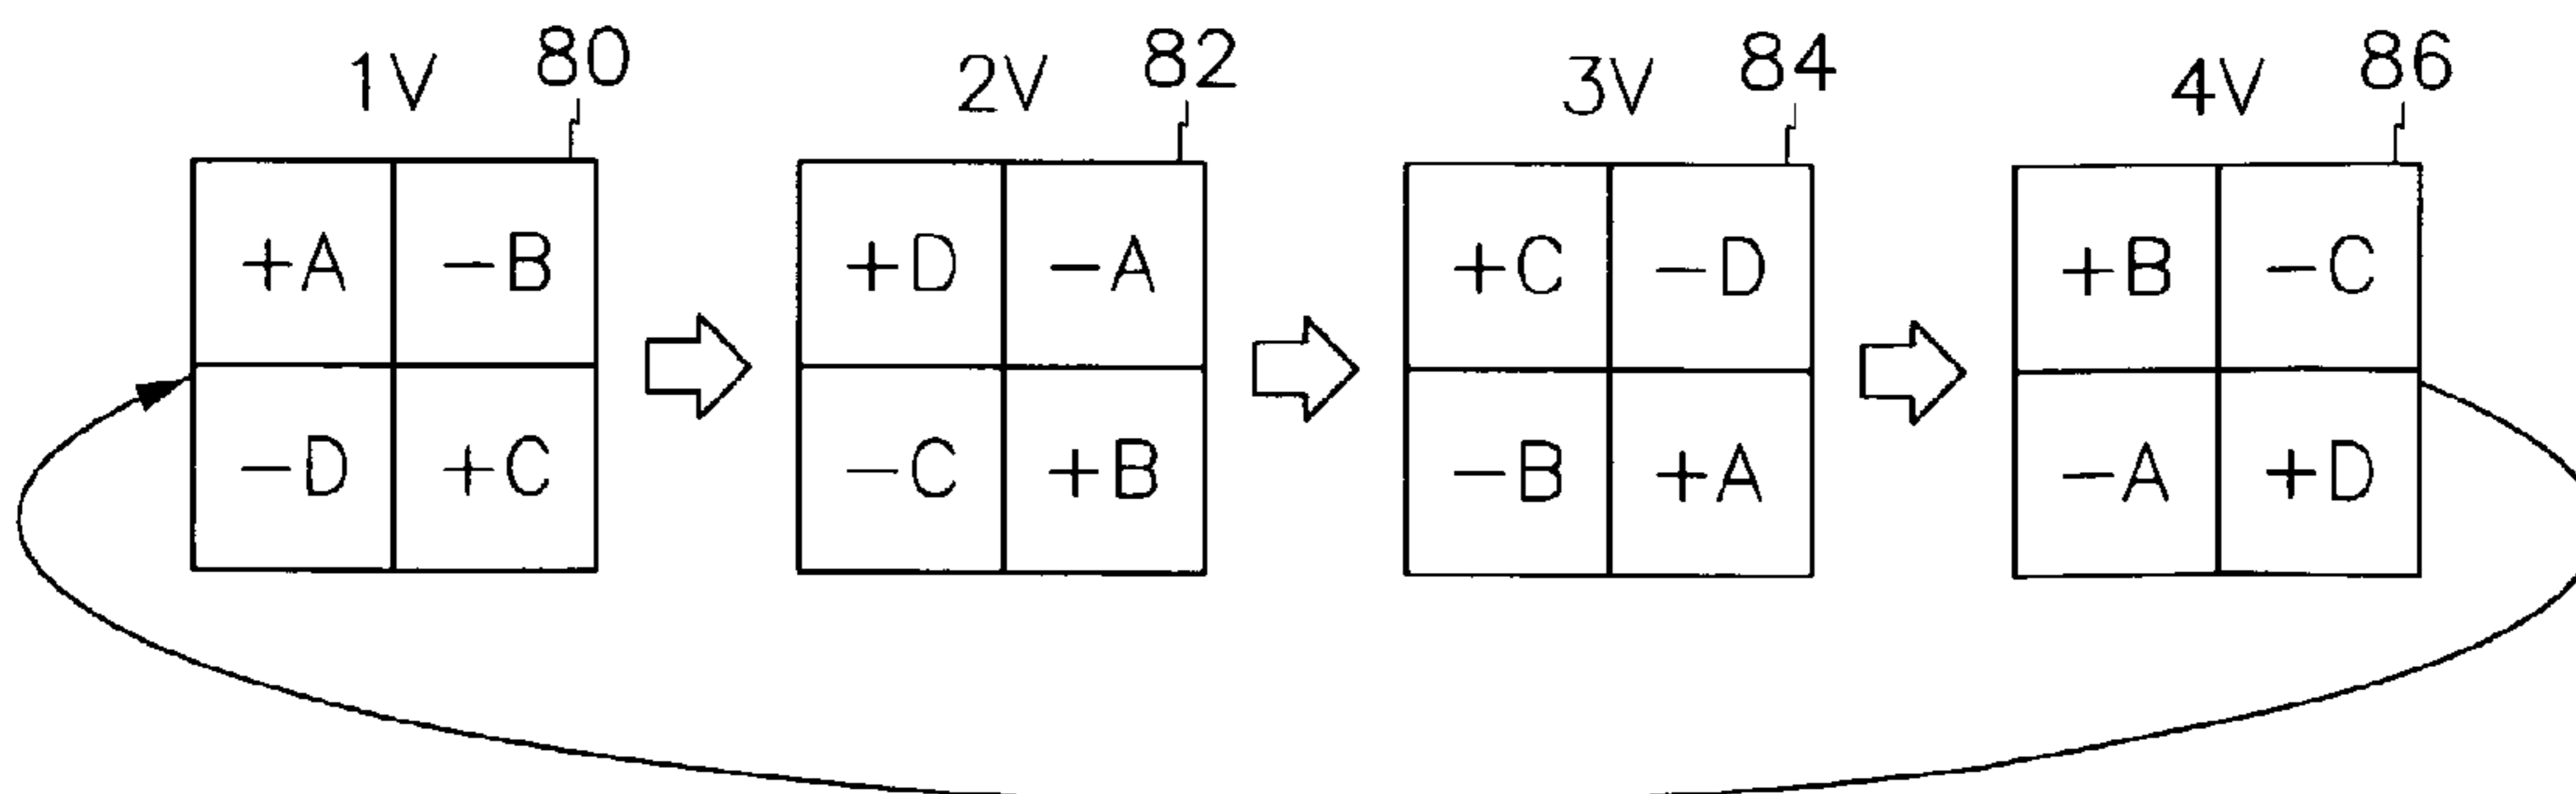 1V 80 2V 82 3V 84 4V 86
+A −B +D −A +C −D +B −C
−D +C −C +B −B +A −A +D